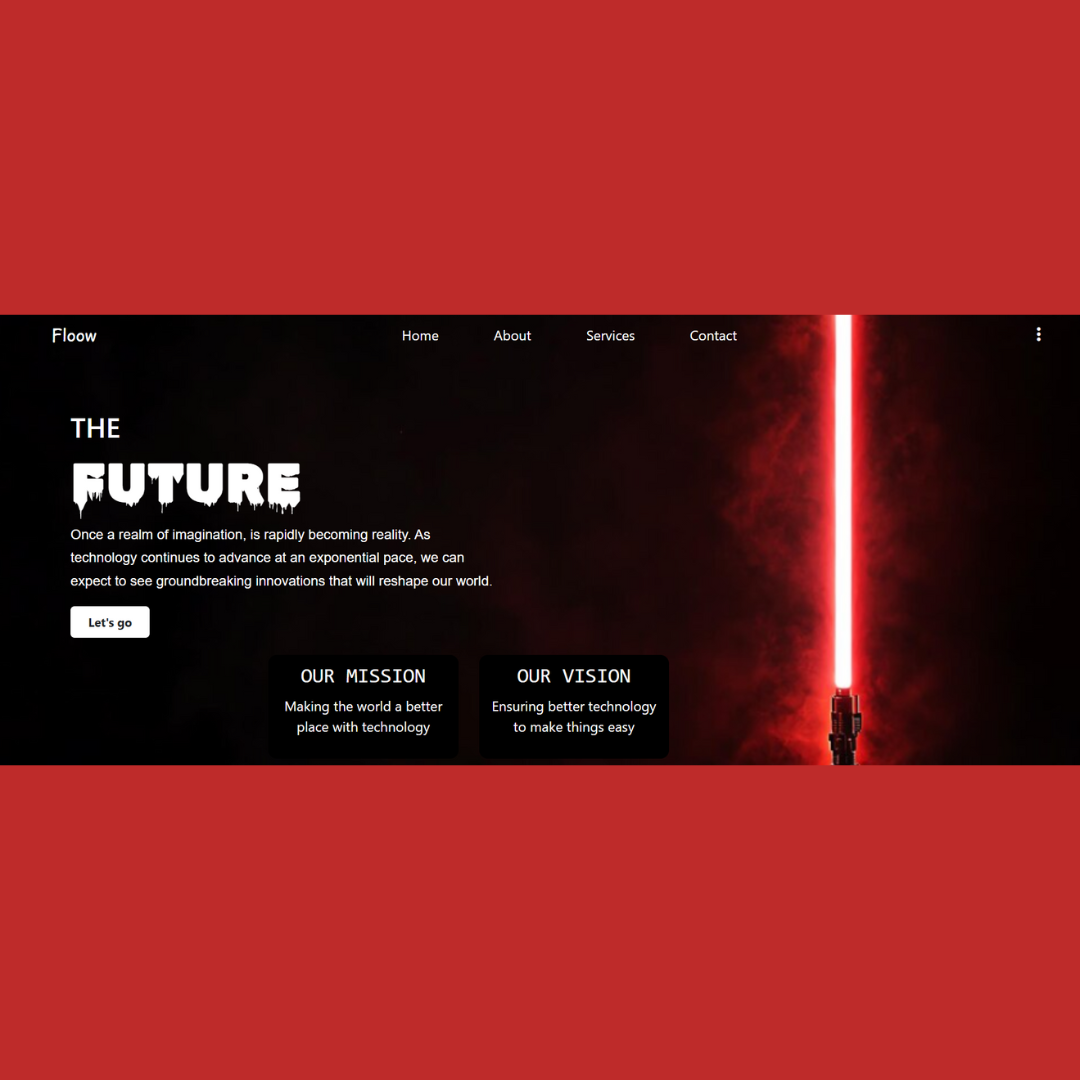 Floow
Home About Services Contact
THE
FUTURE
Once a realm of imagination, is rapidly becoming reality. As
technology continues to advance at an exponential pace, we can
expect to see groundbreaking innovations that will reshape our world.
Let's go
OUR MISSION
Making the world a better
place with technology
OUR VISION
Ensuring better technology
to make things easy